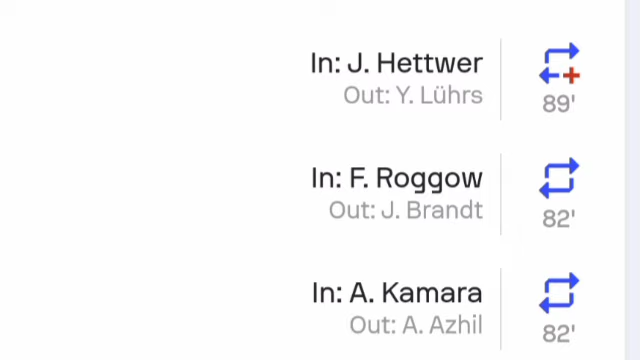 In: J. Hettwer
Out: Y. Lührs
89'
In: F. Roggow
Out: J. Brandt
82'
In: A. Kamara
Out: A. Azhil
82'